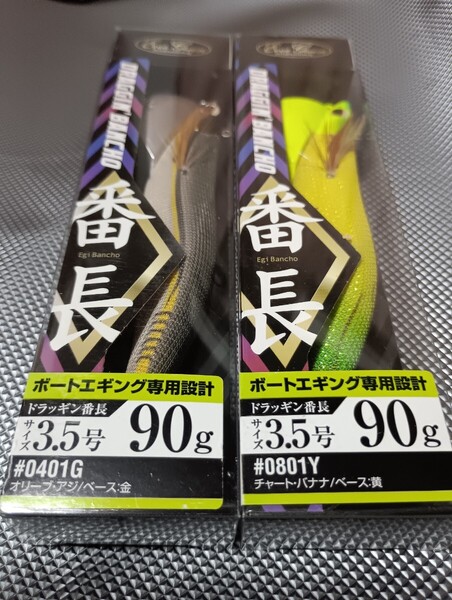 DRAGGIN' BANCHO
番長
Egi Bancho
ボートエギング専用設計
ドラッギン番長
サイズ3.5号 90g
#0401G
オリーブ・アジ/ベース:金
DRAGGIN' BANCHO
番長
Egi Bancho
ボートエギング専用設計
ドラッギン番長
サイズ3.5号 90g
#0801Y
チャート・バナナ/ベース:黄